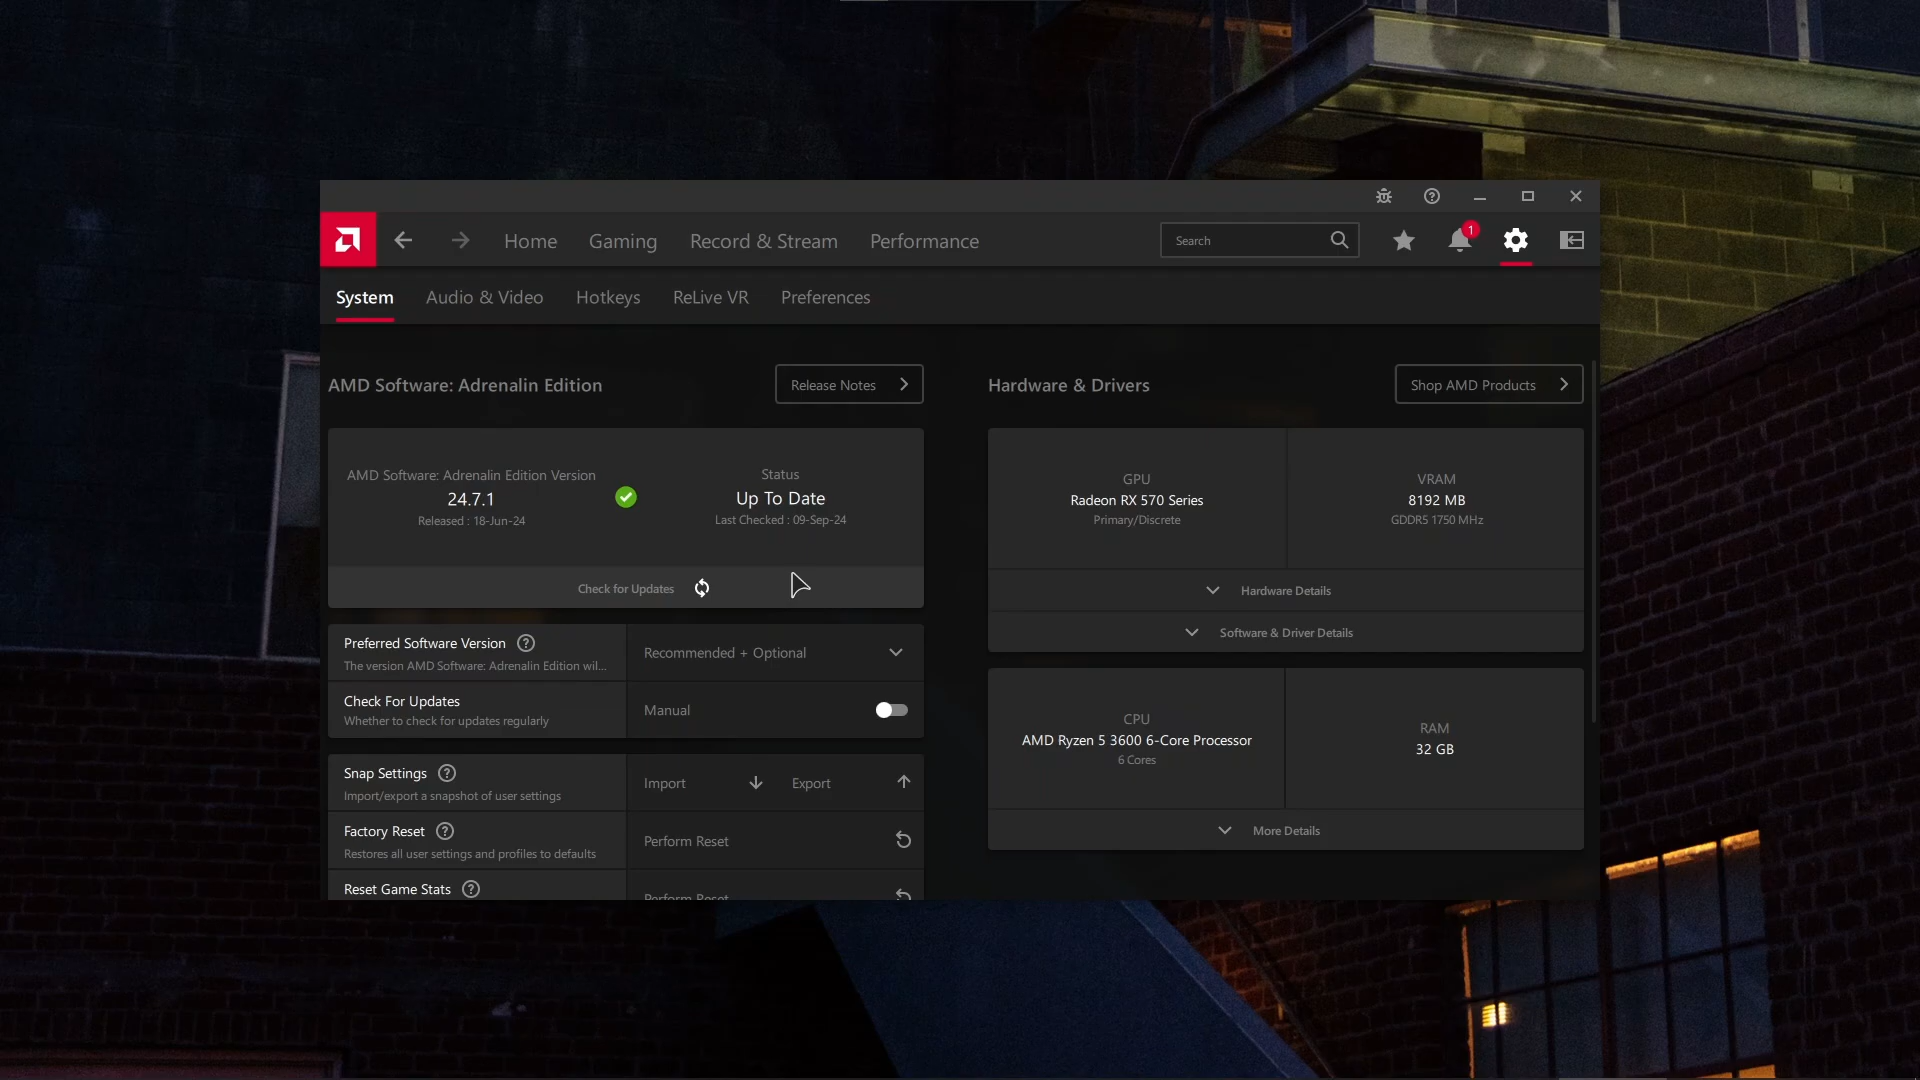 1
Home
Gaming
Record & Stream
Performance
Search
System
Audio & Video
Hotkeys
ReLive VR
Preferences
AMD Software: Adrenalin Edition
Release Notes
AMD Software: Adrenalin Edition Version
24.7.1
Released : 18-Jun-24
Status
Up To Date
Last Checked : 09-Sep-24
Check for Updates
Preferred Software Version
The version AMD Software: Adrenalin Edition wil...
Recommended + Optional
Check For Updates
Whether to check for updates regularly
Manual
Snap Settings
Import/export a snapshot of user settings
Import
Export
Factory Reset
Restores all user settings and profiles to defaults
Perform Reset
Reset Game Stats
Perform Reset
Hardware & Drivers
Shop AMD Products
GPU
Radeon RX 570 Series
Primary/Discrete
VRAM
8192 MB
GDDR5 1750 MHz
Hardware Details
Software & Driver Details
CPU
AMD Ryzen 5 3600 6-Core Processor
6 Cores
RAM
32 GB
More Details